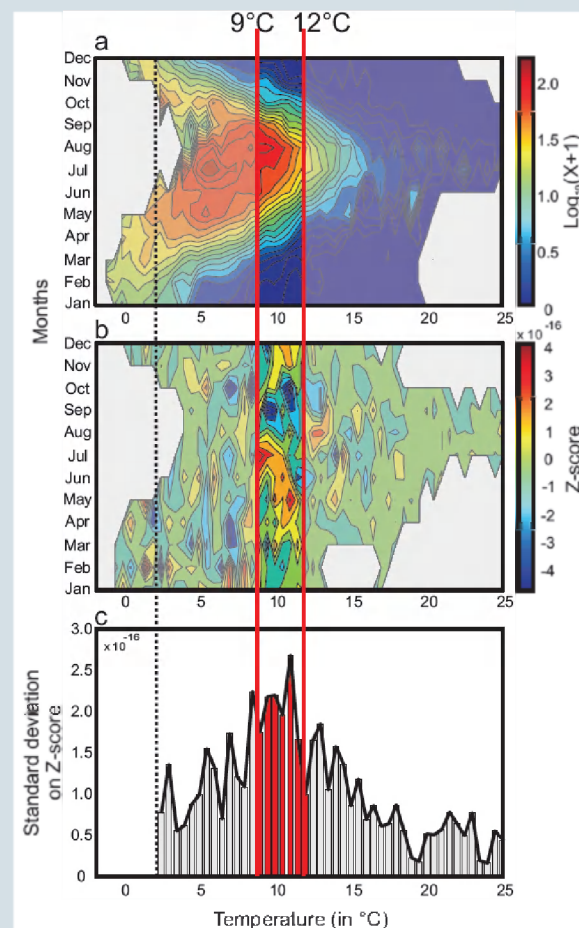 9°C 12°C
a
Dec
Nov
Oct
Sep
Aug
Jul
Jun
May
Apr
Mar
Feb
Jan
0 5 10 15 20 25
2.0
1.5
1.0
0.5
0
Log₁₀(X+1)
Months
b
Dec
Nov
Oct
Sep
Aug
Jul
Jun
May
Apr
Mar
Feb
Jan
0 5 10 15 20 25
x 10⁻¹⁶
4
3
2
1
0
-1
-2
-3
-4
Z-score
c
3.0
x10⁻¹⁶
2.5
2.0
1.5
1.0
0.5
0
Standard deviation
on Z-score
0 5 10 15 20 25
Temperature (in °C)